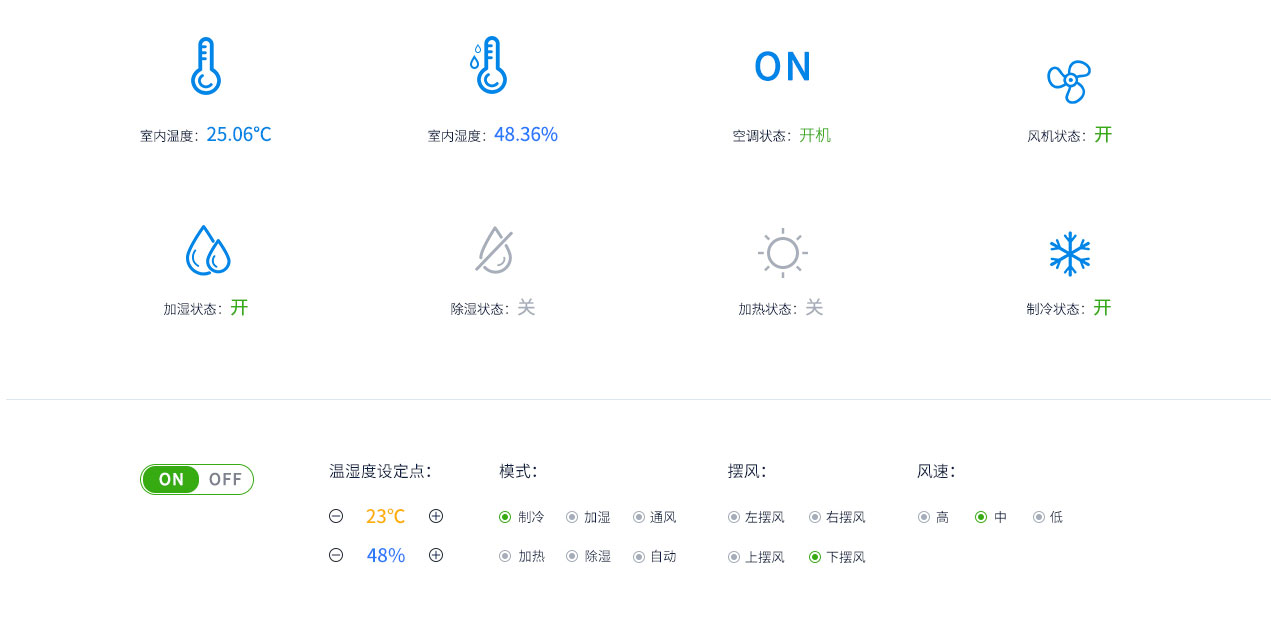 ON
室内温度：25.06℃
室内湿度：48.36%
空调状态：开机
风机状态：开
加湿状态：开
除湿状态：关
加热状态：关
制冷状态：开
ON OFF
温湿度设定点：
23℃
48%
模式：
制冷 加湿 通风
加热 除湿 自动
摆风：
左摆风 右摆风
上摆风 下摆风
风速：
高 中 低